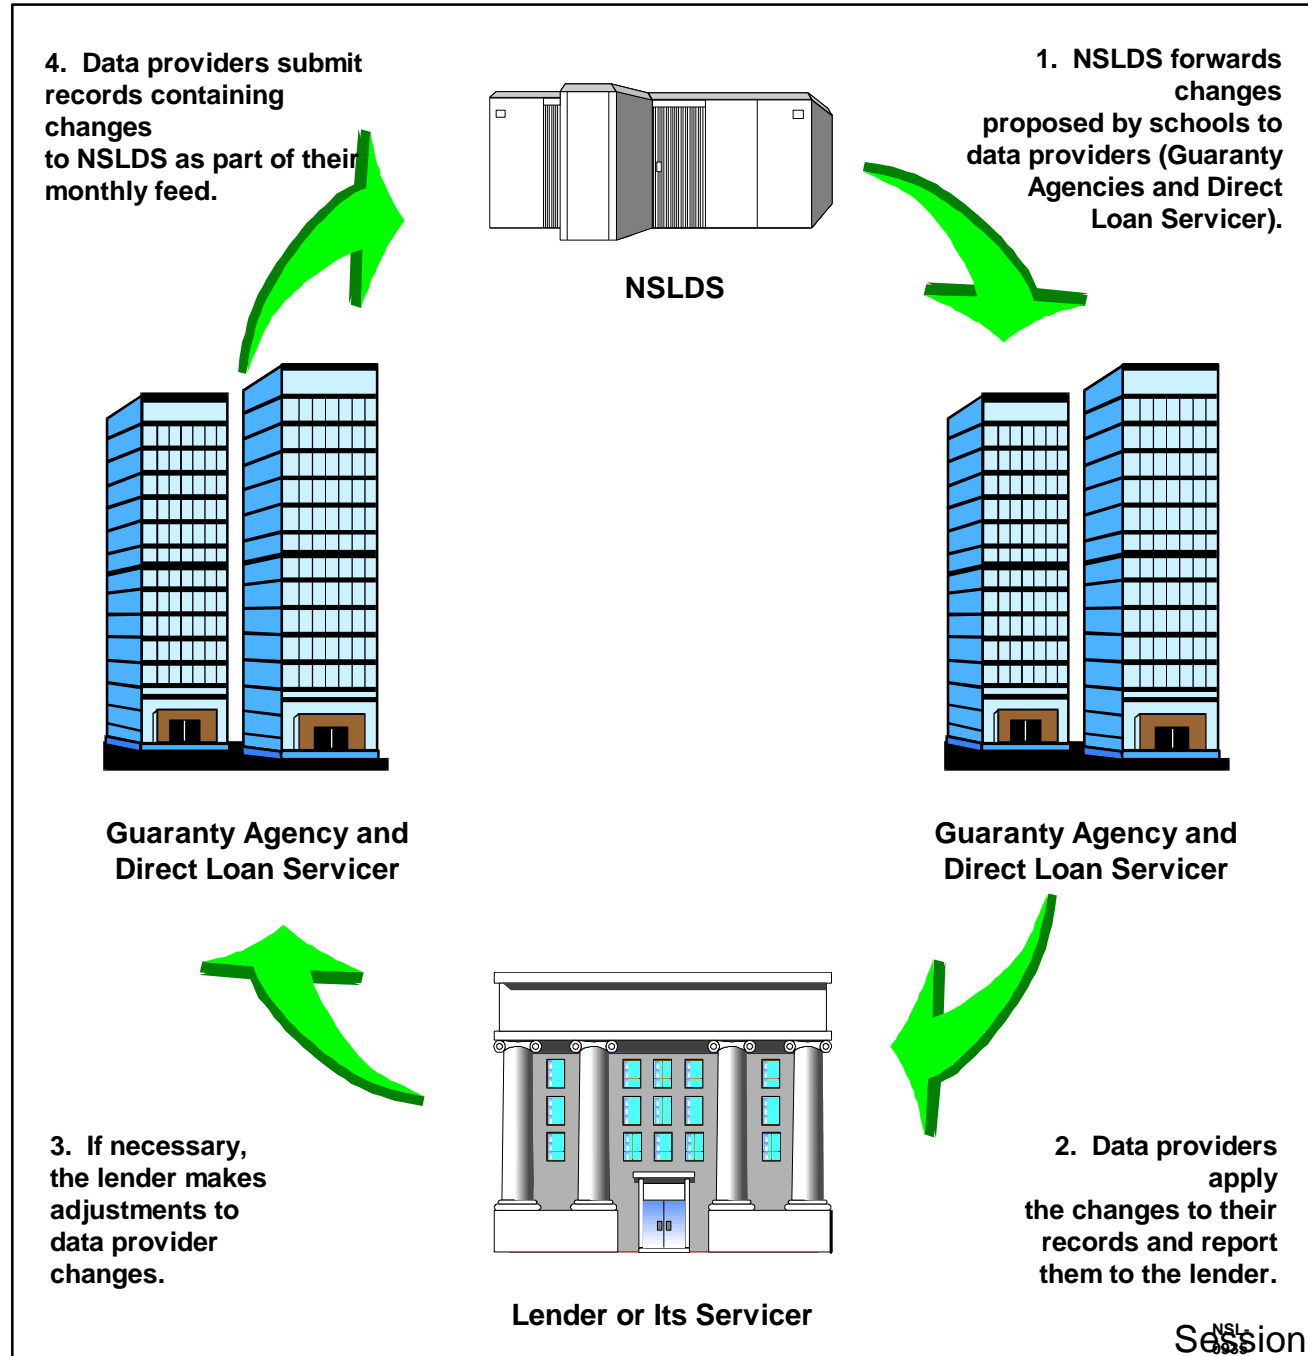 4. Data providers submit
records containing
changes
to NSLDS as part of their
monthly feed.
1. NSLDS forwards
changes
proposed by schools to
data providers (Guaranty
Agencies and Direct
Loan Servicer).
NSLDS
Guaranty Agency and
Direct Loan Servicer
Guaranty Agency and
Direct Loan Servicer
3. If necessary,
the lender makes
adjustments to
data provider
changes.
2. Data providers
apply
the changes to their
records and report
them to the lender.
Lender or Its Servicer
NSL-
Session